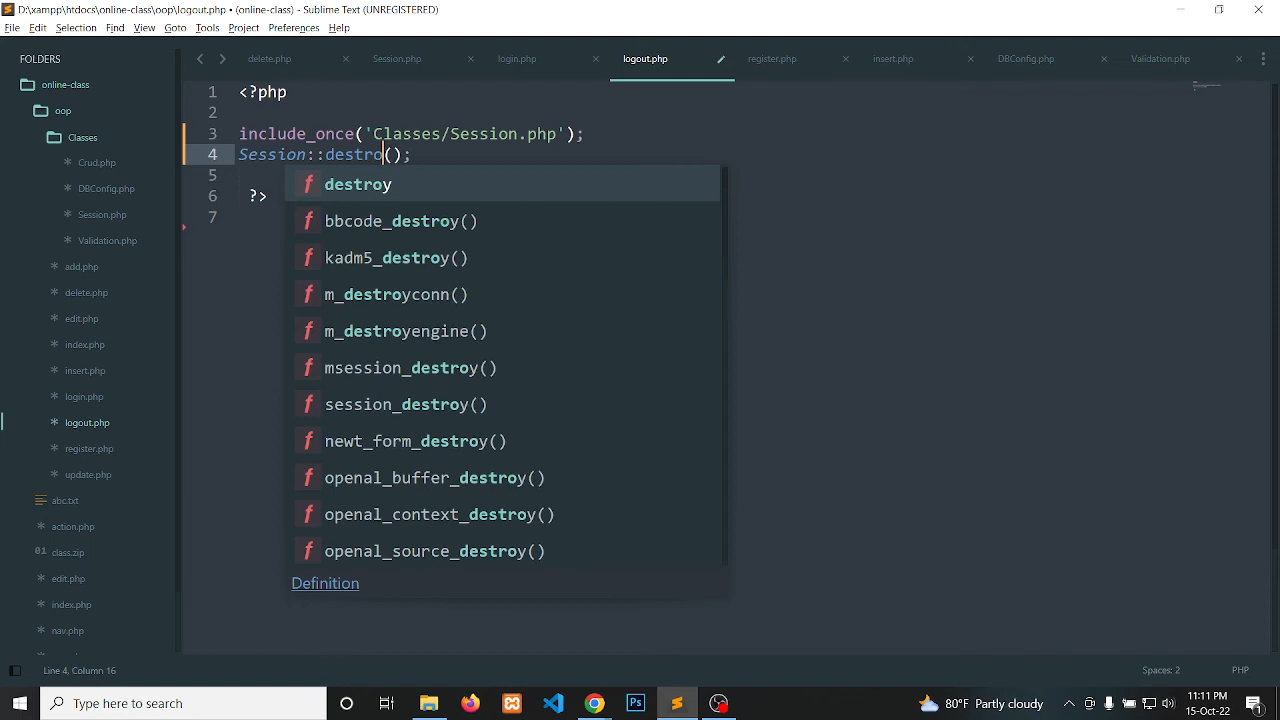 D:\xampp\htdocs\online-class\oop\logout.php • (online-class) - Sublime Text (UNREGISTERED)
File Edit Selection Find View Goto Tools Project Preferences Help
FOLDERS
online-class
oop
Classes
Crud.php
DBConfig.php
Session.php
Validation.php
add.php
delete.php
edit.php
index.php
insert.php
login.php
logout.php
register.php
update.php
abc.txt
action.php
class.zip
edit.php
index.php
nav.php
delete.php Session.php login.php logout.php register.php insert.php DBConfig.php Validation.php
1 <?php
2
3 include_once('Classes/Session.php');
4 Session::destro();
5
6 ?>
7
destroy
bbcode_destroy()
kadm5_destroy()
m_destroyconn()
m_destroyengine()
msession_destroy()
session_destroy()
newt_form_destroy()
openal_buffer_destroy()
openal_context_destroy()
openal_source_destroy()
Definition
Line 4, Column 16
Spaces: 2
PHP
Type here to search
80°F Partly cloudy
11:11 PM
15-Oct-22